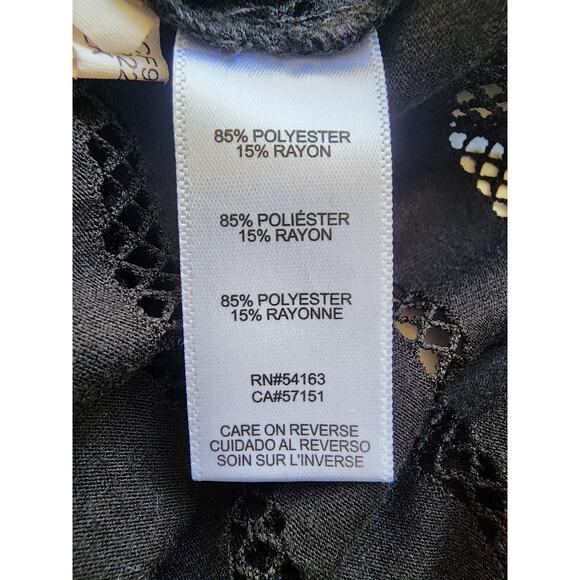 85% POLYESTER
15% RAYON
85% POLIÉSTER
15% RAYON
85% POLYESTER
15% RAYONNE
RN#54163
CA#57151
CARE ON REVERSE
CUIDADO AL REVERSO
SOIN SUR L'INVERSE